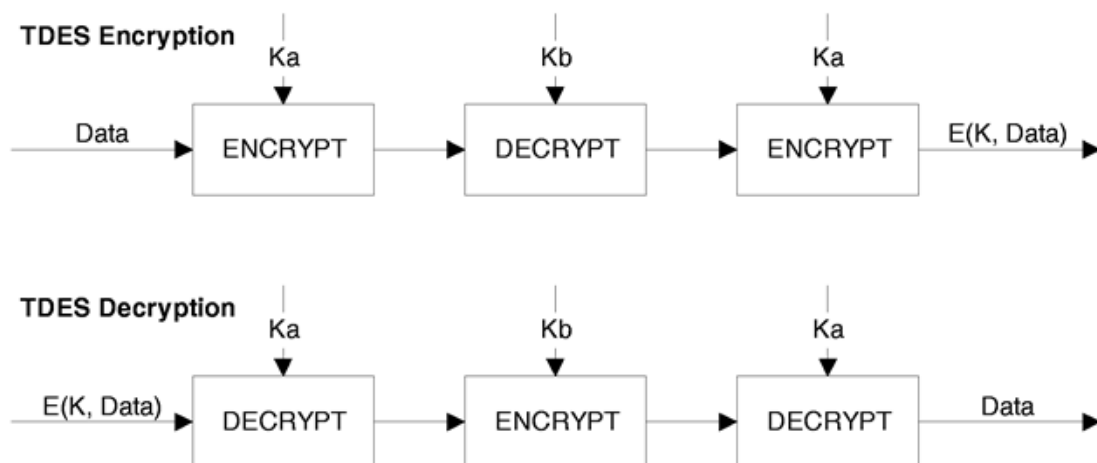 TDES Encryption
Ka
Kb
Ka
Data
ENCRYPT
DECRYPT
ENCRYPT
E(K, Data)
TDES Decryption
Ka
Kb
Ka
E(K, Data)
DECRYPT
ENCRYPT
DECRYPT
Data